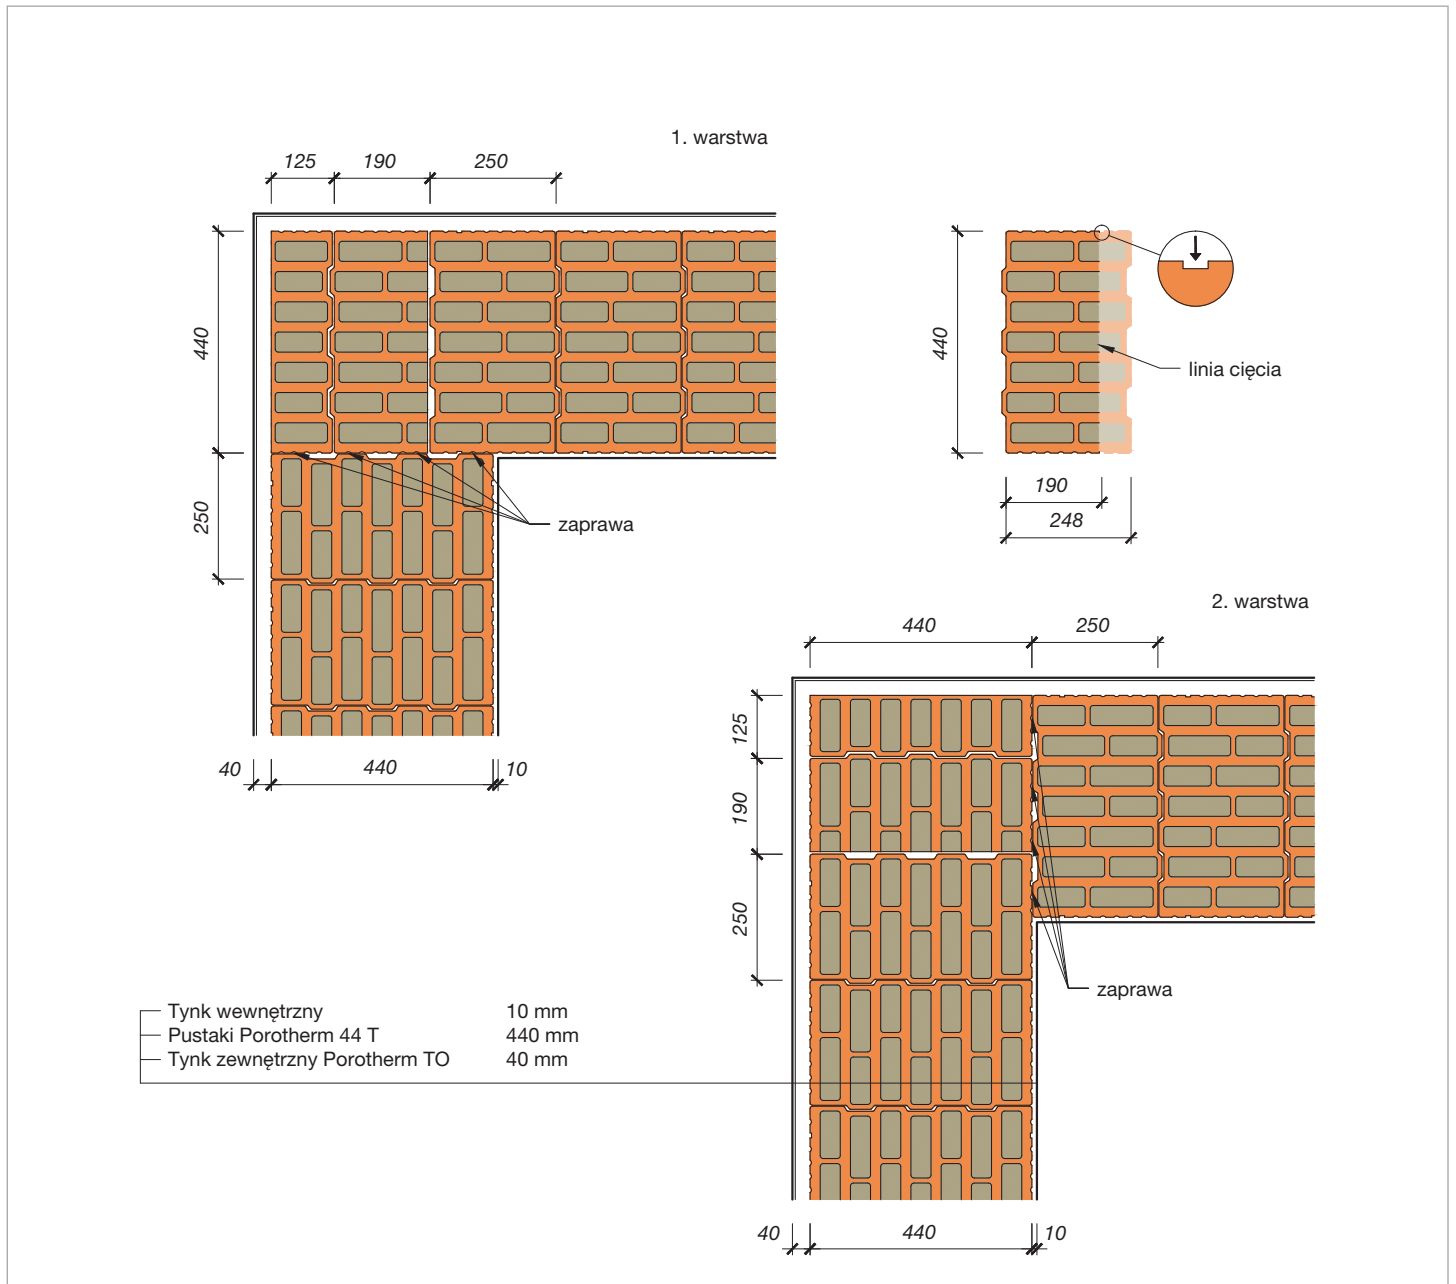 1. warstwa
125 190 250
440
250
zaprawa
40 440 10
440
linia cięcia
190
248
2. warstwa
440 250
125
190
250
zaprawa
Tynk wewnętrzny 10 mm
Pustaki Porotherm 44 T 440 mm
Tynk zewnętrzny Porotherm TO 40 mm
40 440 10